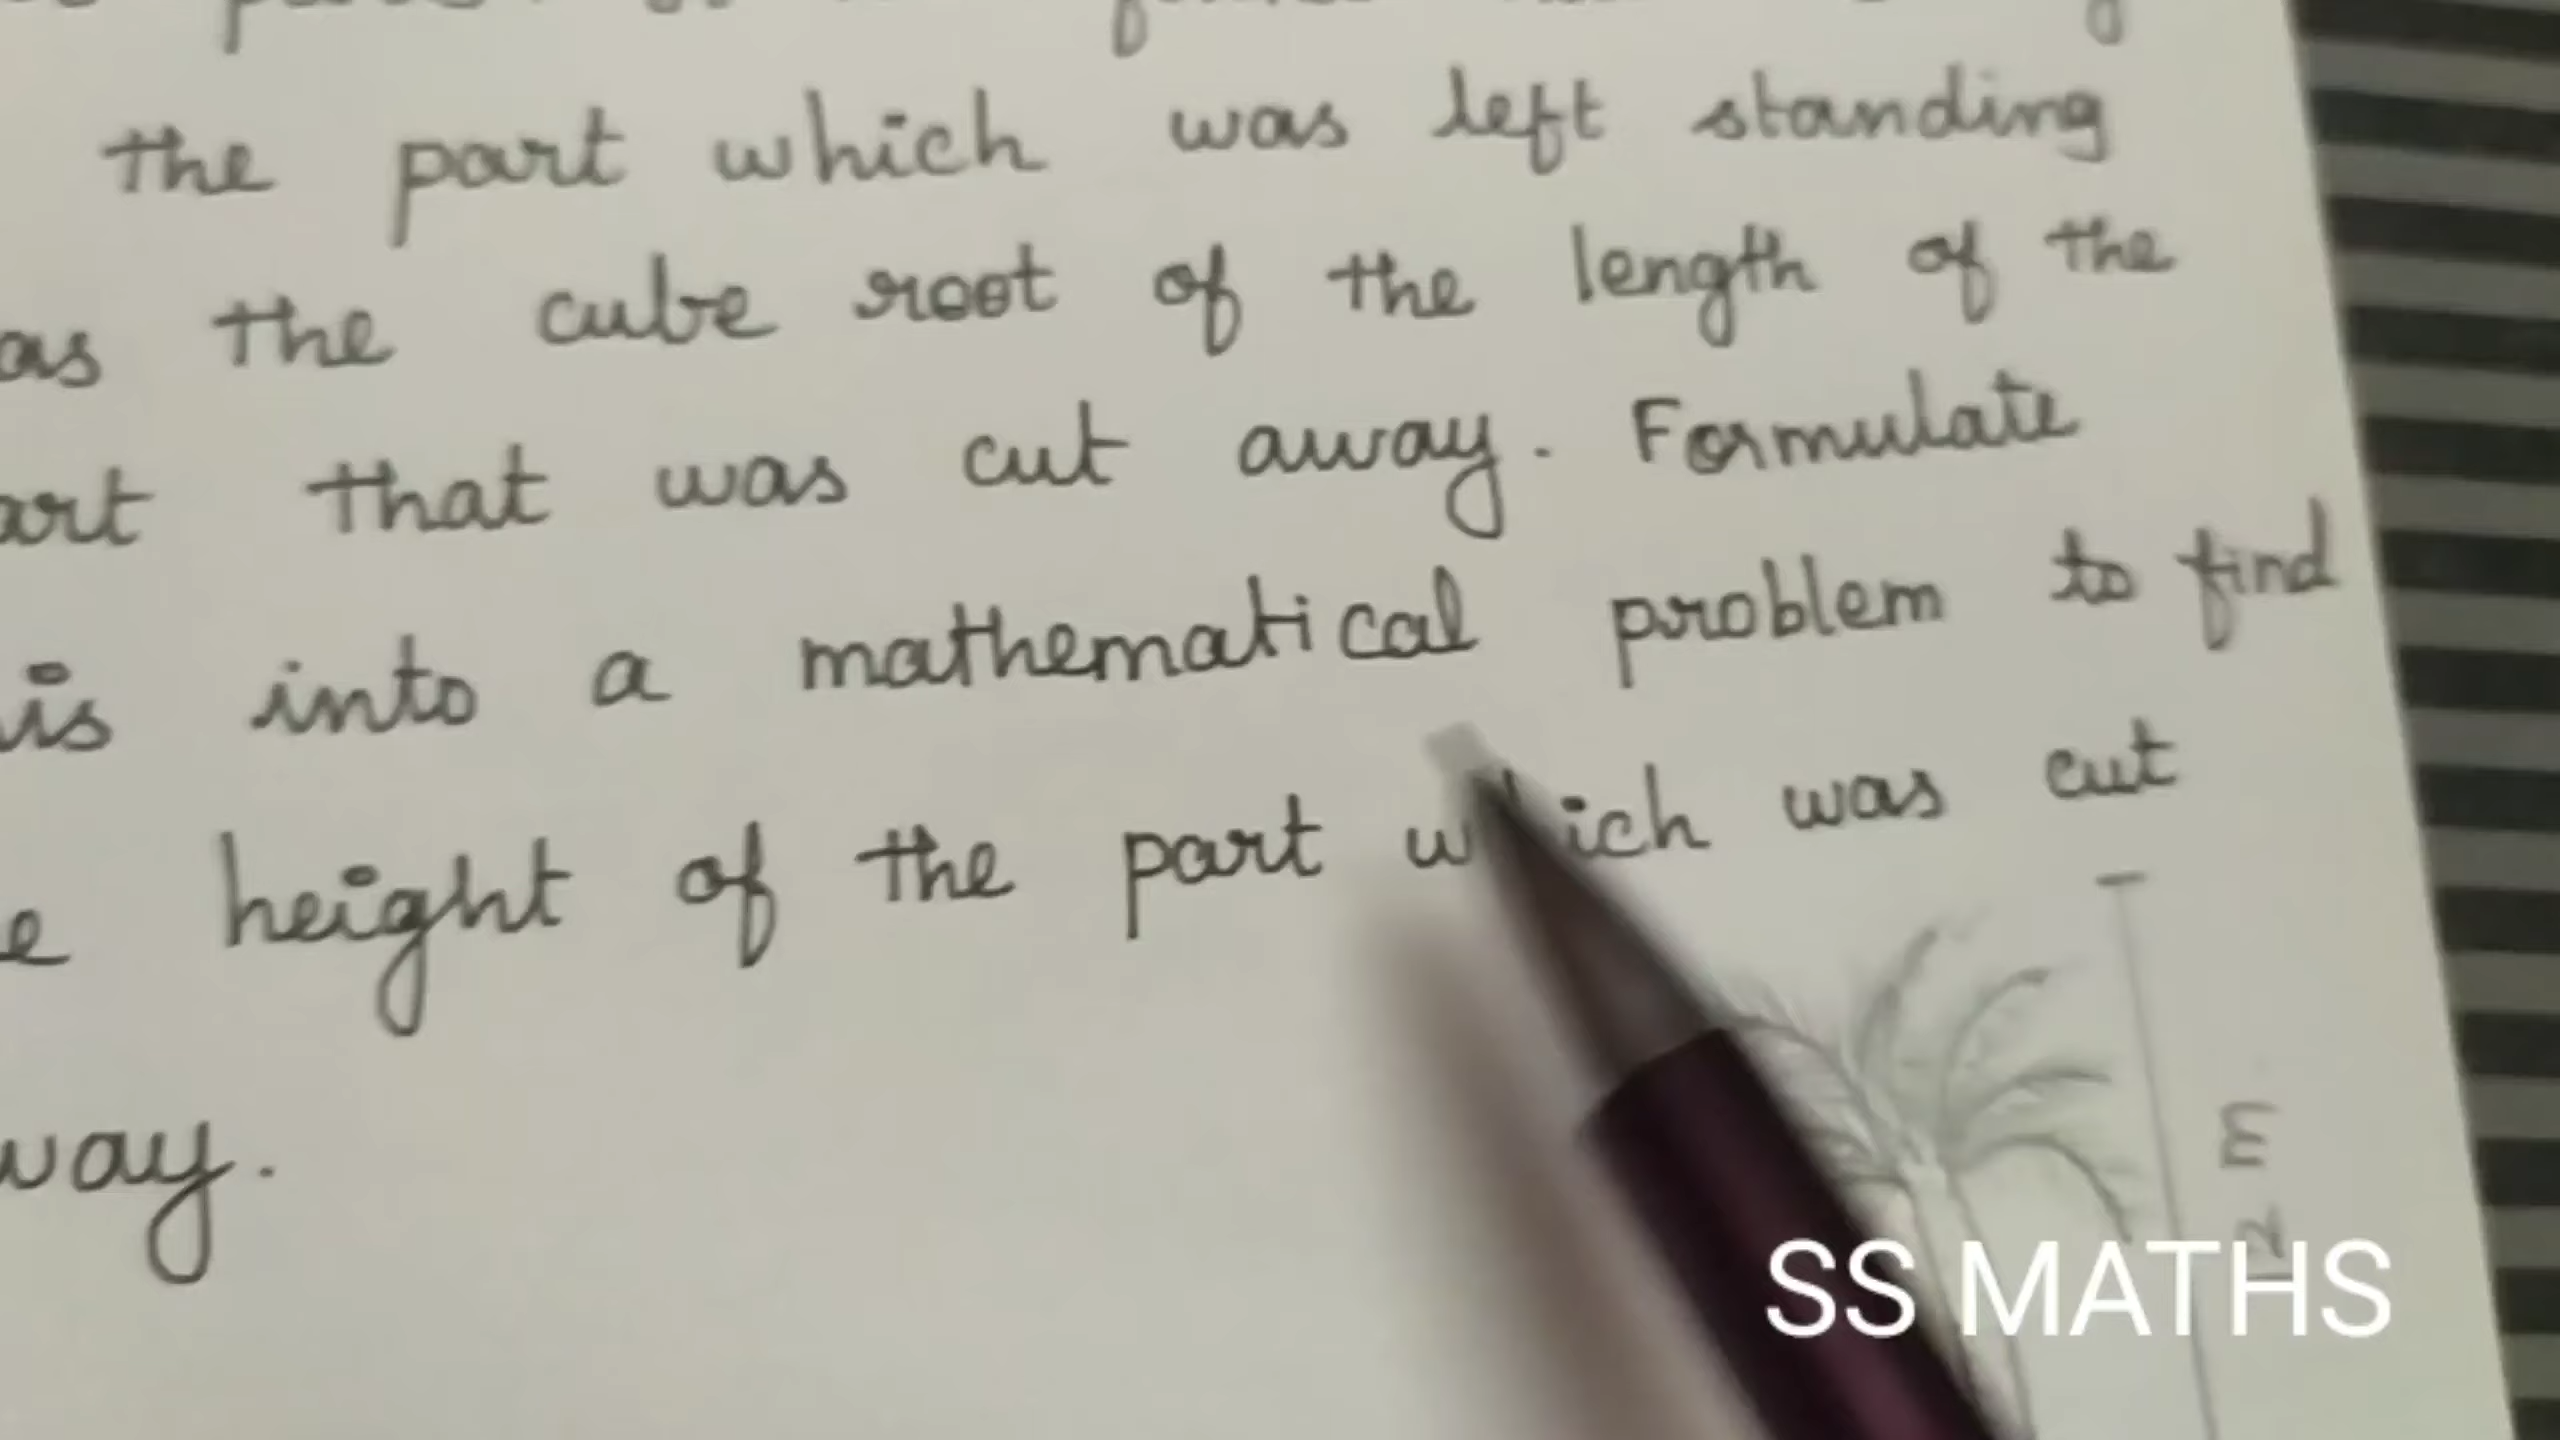 the part which was left standing
as the cube root of the length of the
art that was cut away. Formulate
is into a mathematical problem to find
e height of the part which was cut
way.
12 m
SS MATHS